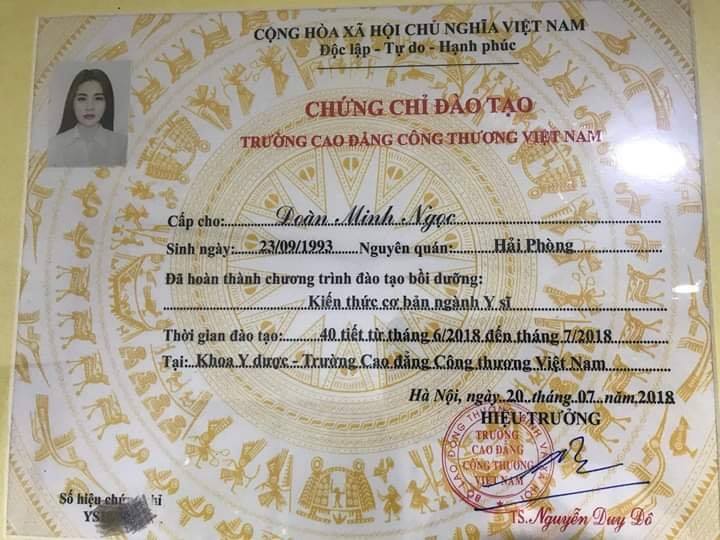 CỘNG HÒA XÃ HỘI CHỦ NGHĨA VIỆT NAM
Độc lập - Tự do - Hạnh phúc
CHỨNG CHỈ ĐÀO TẠO
TRƯỜNG CAO ĐẲNG CÔNG THƯƠNG VIỆT NAM
Cấp cho: Đoàn Minh Ngọc
Sinh ngày: 23/09/1993 Nguyên quán: Hải Phòng
Đã hoàn thành chương trình đào tạo bồi dưỡng:
Kiến thức cơ bản ngành Y sĩ
Thời gian đào tạo: 40 tiết từ tháng 6/2018 đến tháng 7/2018
Tại: Khoa Y dược - Trường Cao đẳng Công thương Việt Nam
Hà Nội, ngày 20 tháng 07 năm 2018
HIỆU TRƯỞNG
TRƯỜNG
CAO ĐẲNG
CÔNG THƯƠNG
VIỆT NAM
Số hiệu chứng chỉ
TS. Nguyễn Duy Đô